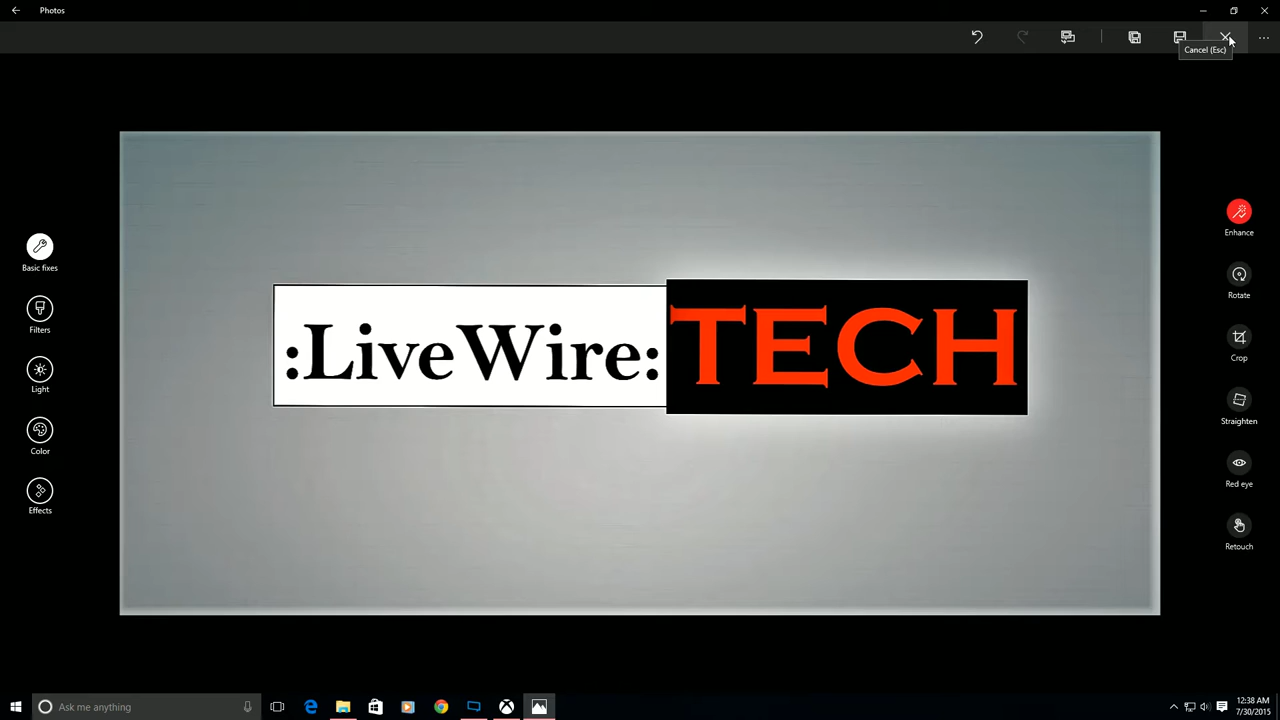 Photos
Cancel (Esc)
:LiveWire:TECH
Basic fixes
Filters
Light
Color
Effects
Enhance
Rotate
Crop
Straighten
Red eye
Retouch
Ask me anything
12:38 AM
7/30/2015